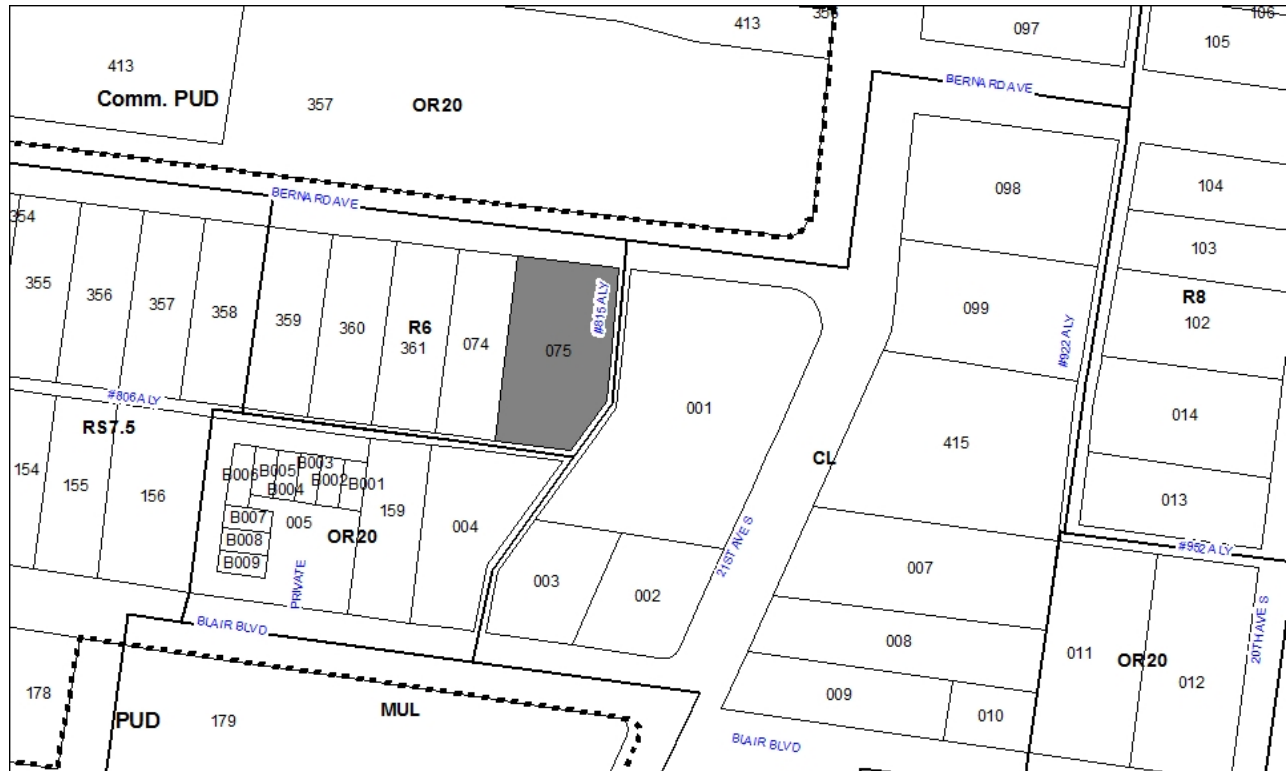 413
356
097
106
105
413
Comm. PUD
357
OR20
BERNARD AVE
BERNARD AVE
098
104
103
354
355
356
357
358
359
360
R6
361
074
075
#815 ALY
099
R8
102
#922 ALY
001
014
415
#806 ALY
RS7.5
CL
154
155
156
B006
B005
B003
B004
B002
B001
159
004
013
B007
005
B008
B009
OR20
PRIVATE
003
002
21ST AVE S
007
#952 ALY
008
011
OR20
012
20TH AVE S
BLAIR BLVD
178
PUD
179
MUL
009
010
BLAIR BLVD